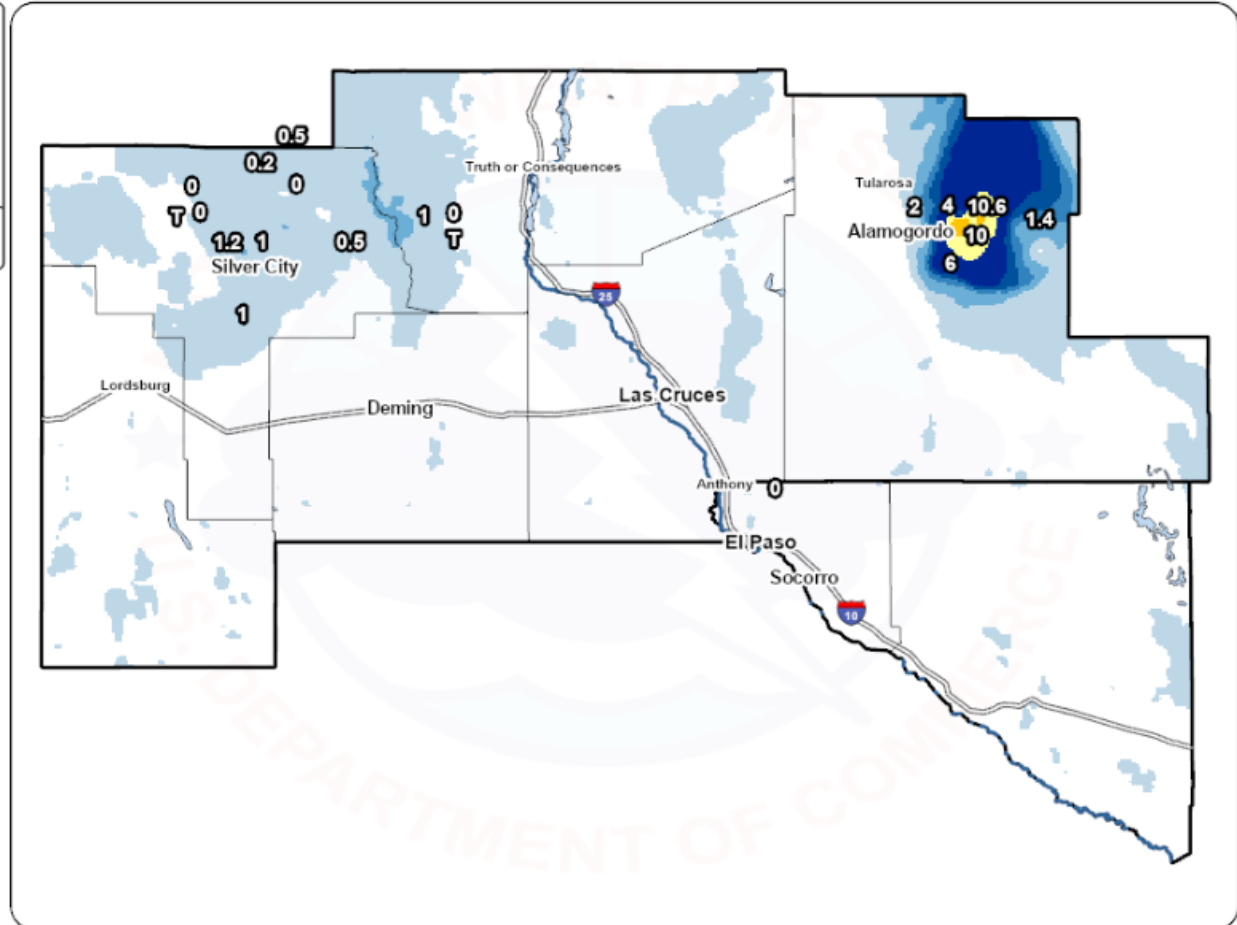 0.5
0.2
0
0
T
0
1.2
1
0.5
1
0
T
Silver City
1
Truth or Consequences
Tularosa
2
4
10.6
1.4
Alamogordo
10
6
25
Lordsburg
Deming
Las Cruces
Anthony
0
El Paso
Socorro
10
U.S. DEPARTMENT OF COMMERCE